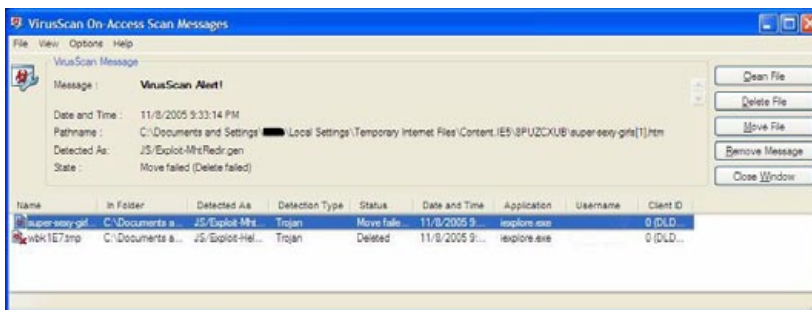 VirusScan On-Access Scan Messages
File View Options Help
VirusScan Message
Message : VirusScan Alert!
Date and Time : 11/8/2005 9:33:14 PM
Pathname : C:\Documents and Settings\ \Local Settings\Temporary Internet Files\Content.IE5\8PUZCXUB\super-sexy-girls[1].htm
Detected As: JS/Exploit-MhtRedir.gen
State : Move failed (Delete failed)
Clean File
Delete File
Move File
Remove Message
Close Window
Name In Folder Detected As Detection Type Status Date and Time Application Username Client ID
super-sexy-girl... C:\Documents a... JS/Exploit-Mht... Trojan Move faile... 11/8/2005 9:... iexplore.exe 0 (DLD...
wbk1E7.tmp C:\Documents a... JS/Exploit-Hel... Trojan Deleted 11/8/2005 9:... iexplore.exe 0 (DLD...